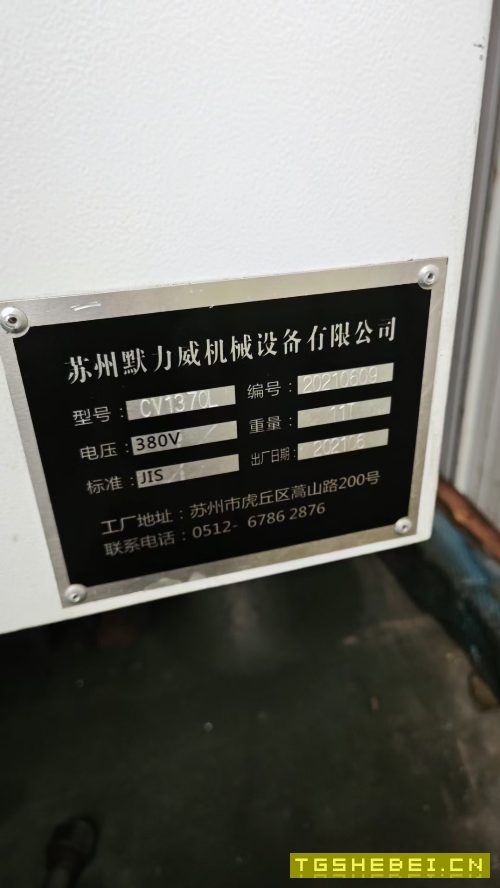 苏州默力威机械设备有限公司
型号：CV1370L 编号：20210609
电压：380V 重量：11T
标准：JIS 出厂日期：202106
工厂地址：苏州市虎丘区嵩山路200号
联系电话：0512- 6786 2876
TGSHEBEI.CN